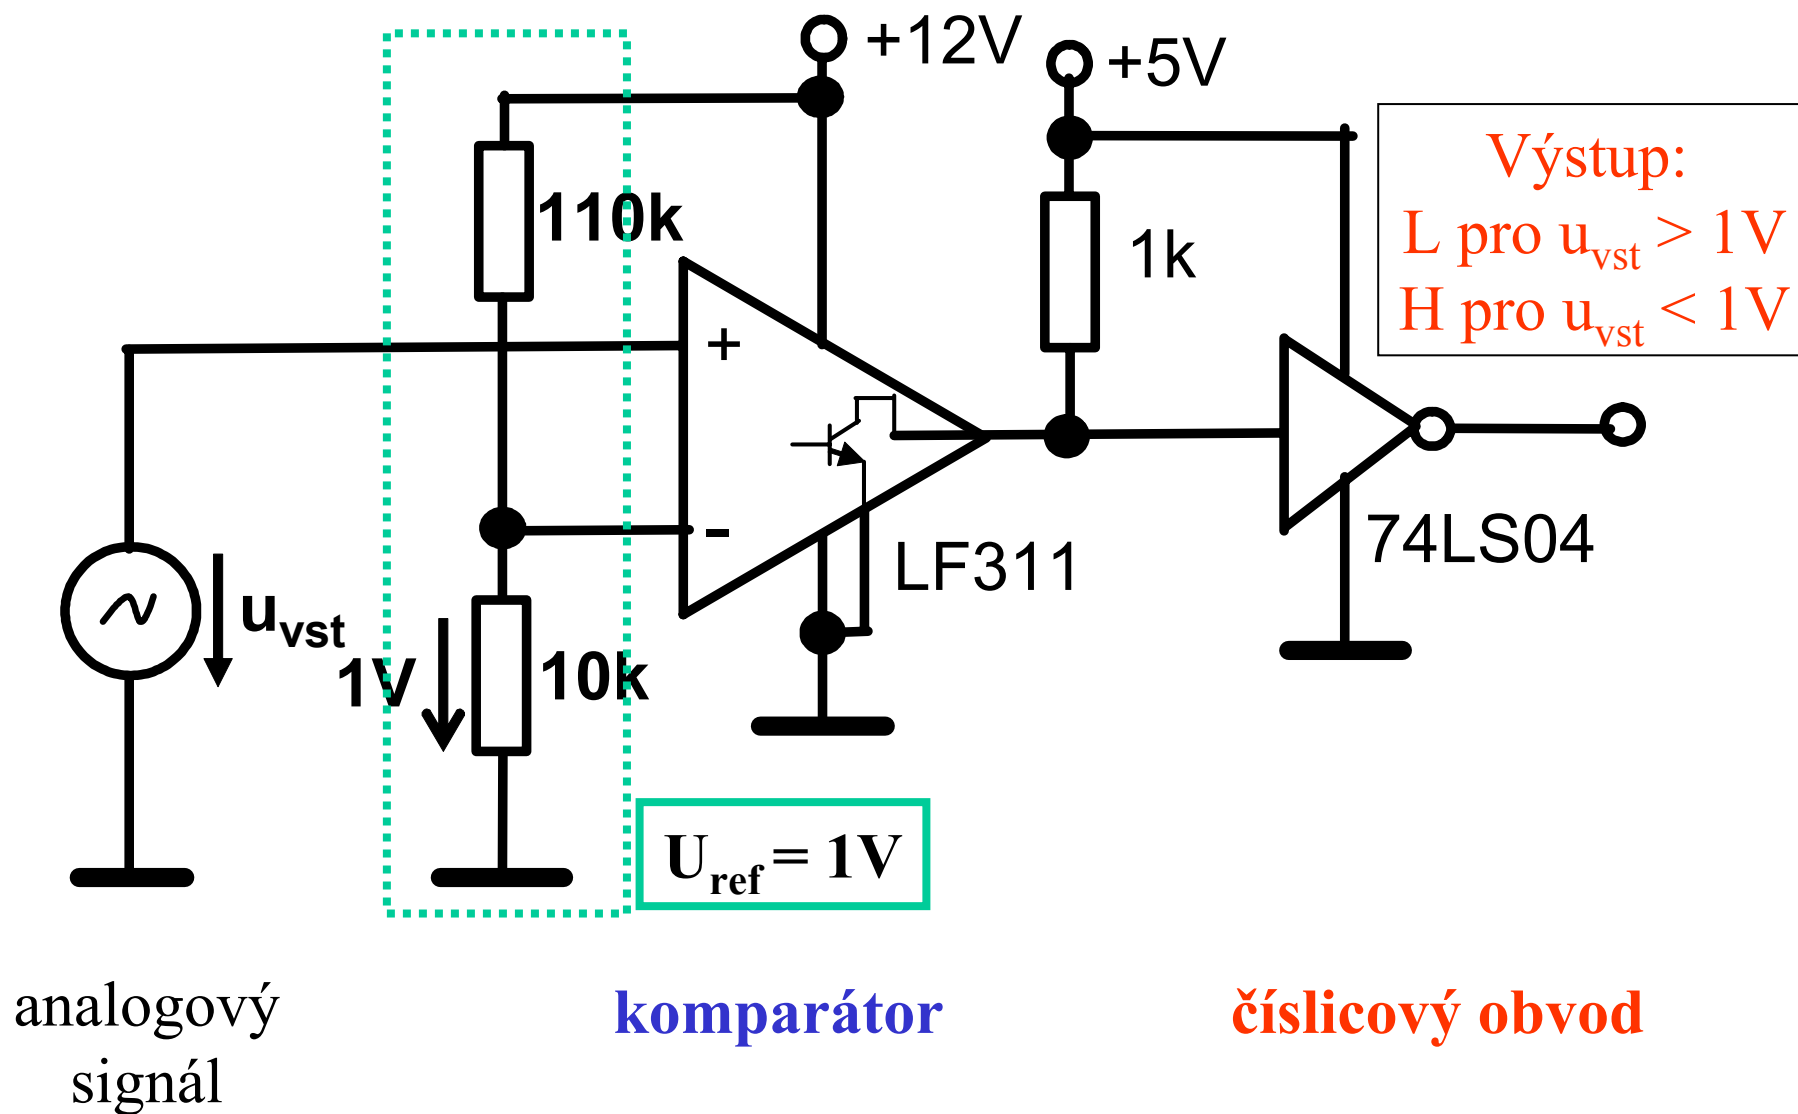 +12V
+5V
Výstup:
L pro uvst > 1V
H pro uvst < 1V
110k
1k
+
-
LF311
74LS04
uvst
1V
10k
Uref = 1V
analogový
signál
komparátor
číslicový obvod